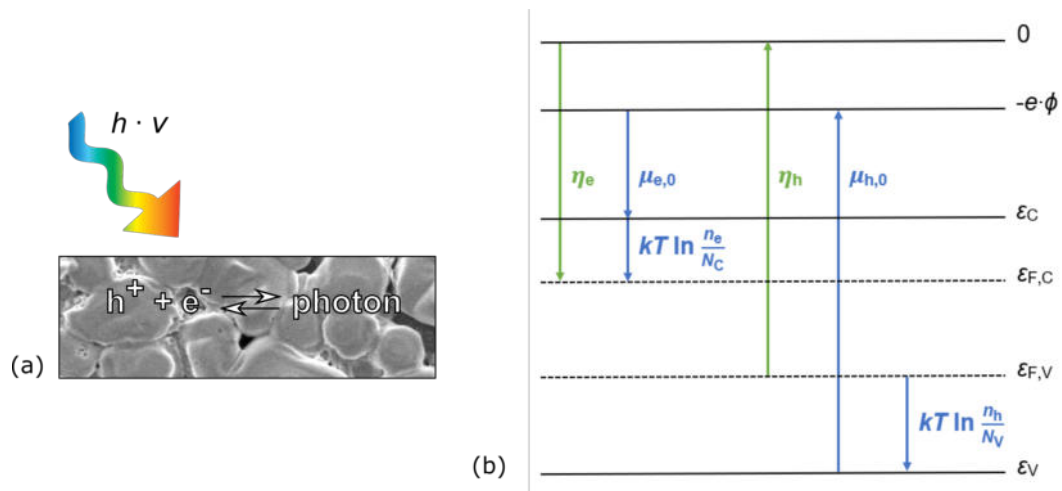 h · v
h⁺ + e⁻ ⇌ photon
(a)
0
-e·ϕ
ηe
μe,0
ηh
μh,0
εC
kT ln ne/NC
εF,C
εF,V
kT ln nh/NV
(b)
εV